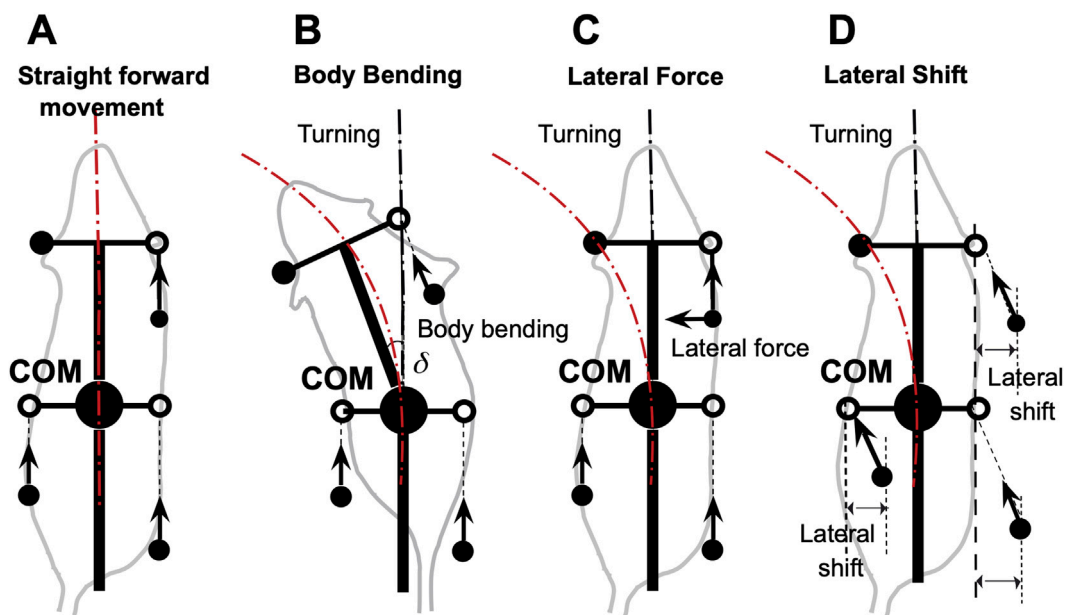 A
Straight forward
movement
COM
B
Body Bending
Turning
Body bending
δ
COM
C
Lateral Force
Turning
Lateral force
COM
D
Lateral Shift
Turning
COM
Lateral
shift
Lateral
shift